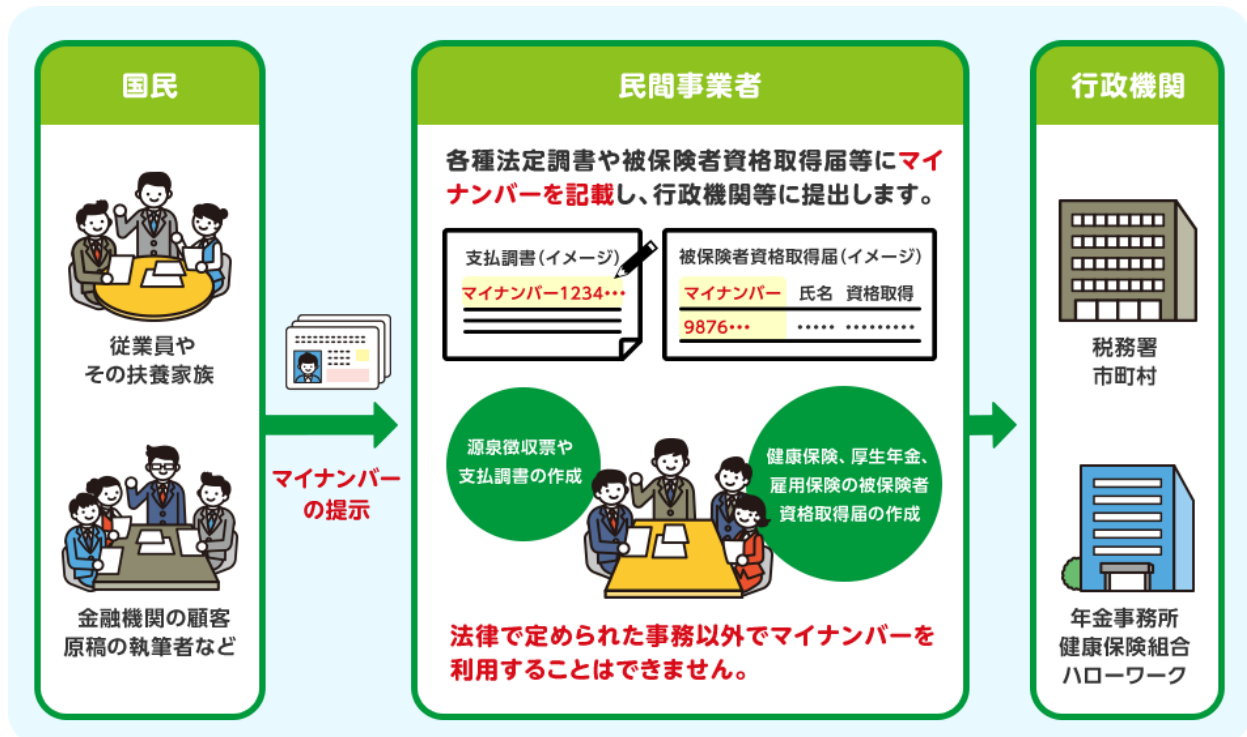 国民
従業員や
その扶養家族
金融機関の顧客
原稿の執筆者など
マイナンバー
の提示
民間事業者
各種法定調書や被保険者資格取得届等にマイ
ナンバーを記載し、行政機関等に提出します。
支払調書(イメージ)
マイナンバー1234･･･
被保険者資格取得届(イメージ)
マイナンバー 氏名 資格取得
9876･･･ ･････ ･････････
源泉徴収票や
支払調書の作成
健康保険、厚生年金、
雇用保険の被保険者
資格取得届の作成
法律で定められた事務以外でマイナンバーを
利用することはできません。
行政機関
税務署
市町村
年金事務所
健康保険組合
ハローワーク